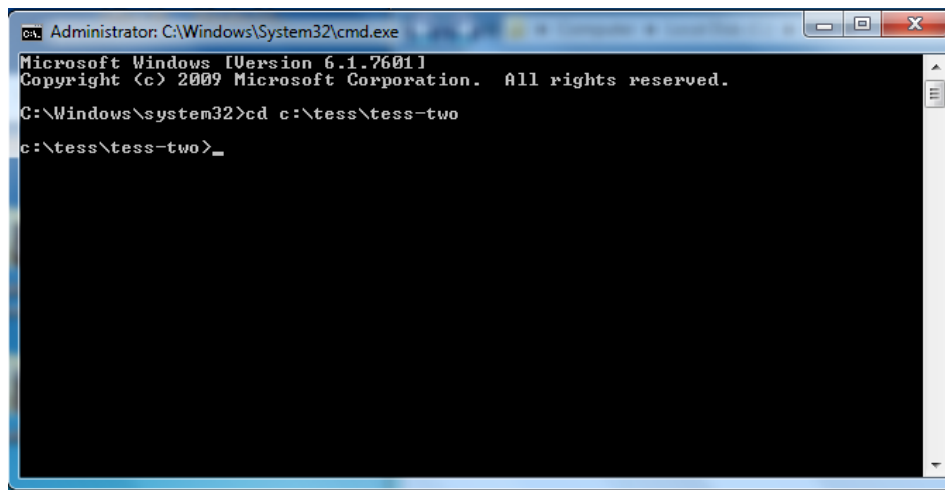 Administrator: C:\Windows\System32\cmd.exe
Microsoft Windows [Version 6.1.7601]
Copyright (c) 2009 Microsoft Corporation.  All rights reserved.
C:\Windows\system32>cd c:\tess\tess-two
c:\tess\tess-two>_